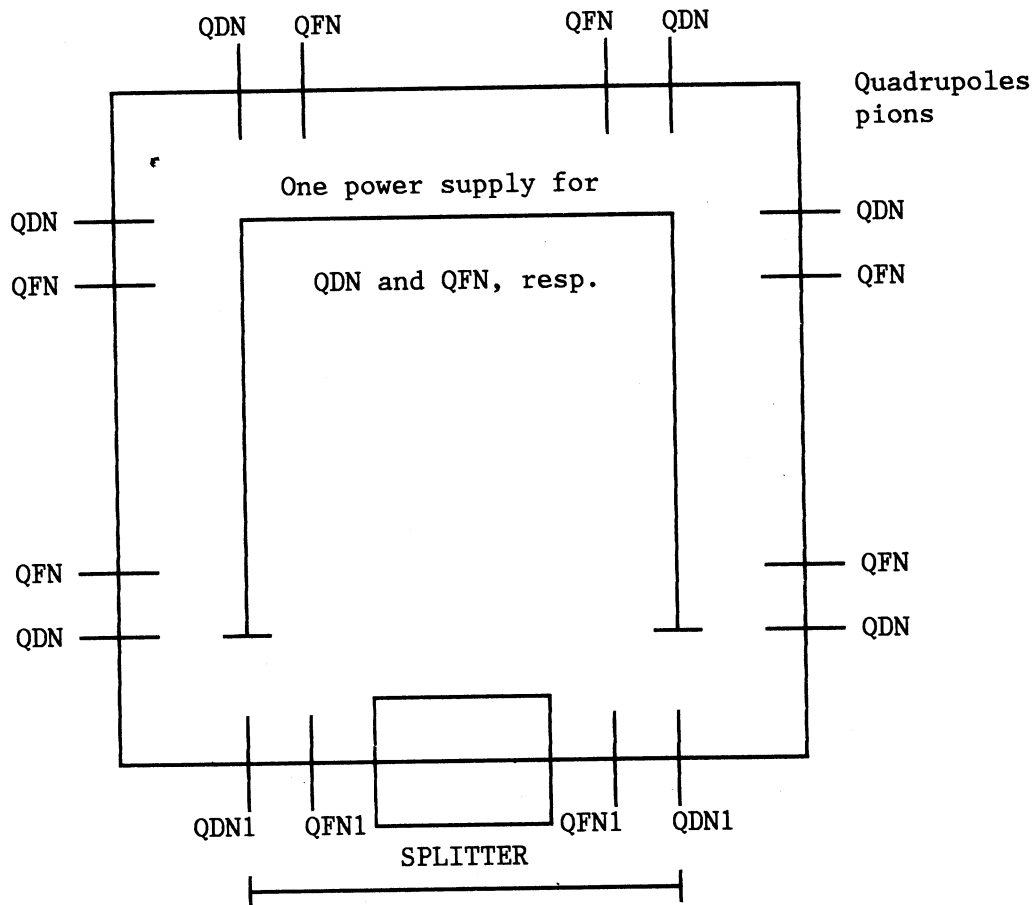 QDN QFN QFN QDN
Quadrupoles
pions
One power supply for
QDN QDN
QFN QDN and QFN, resp. QFN
QFN QFN
QDN QDN
QDN1 QFN1 QFN1 QDN1
SPLITTER